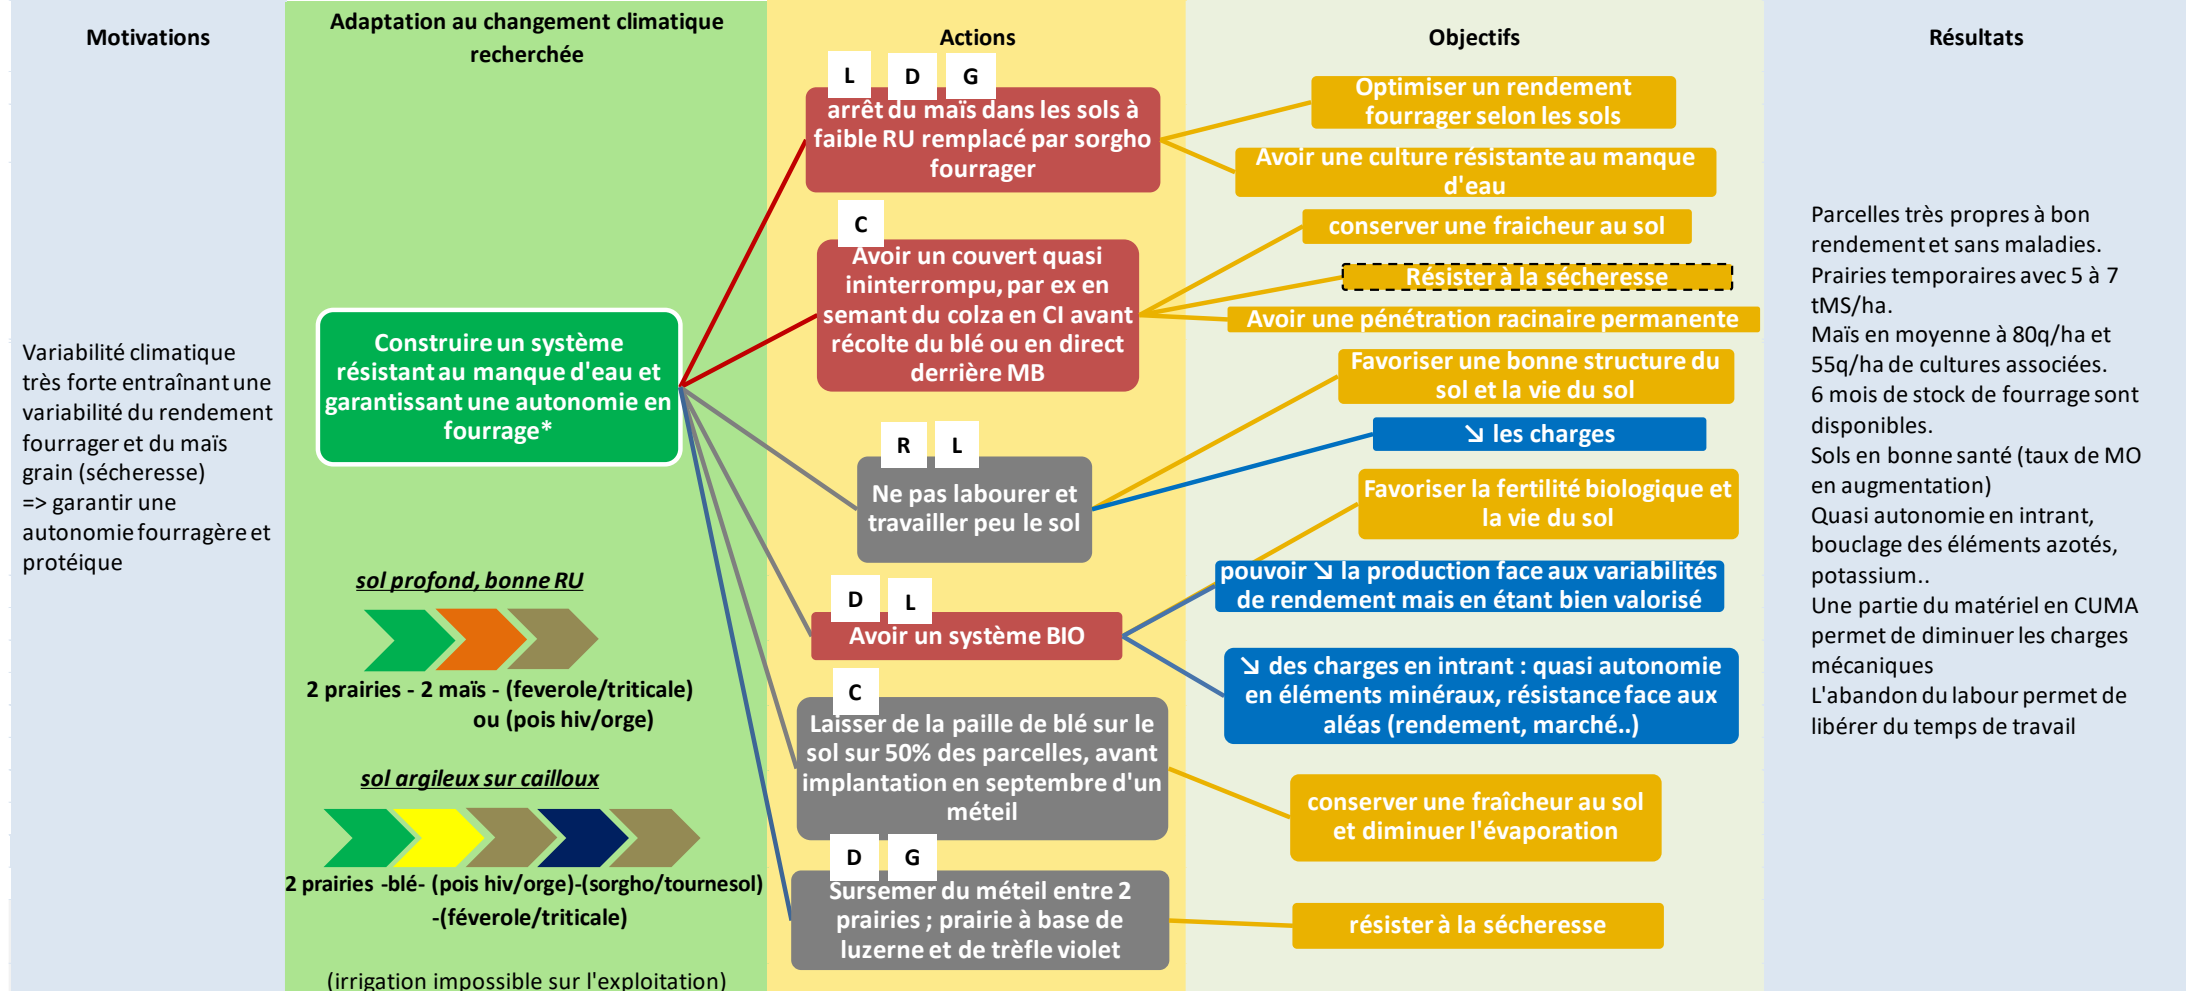 Motivations
Variabilité climatique
très forte entraînant une
variabilité du rendement
fourrager et du maïs
grain (sécheresse)
=> garantir une
autonomie fourragère et
protéique
Adaptation au changement climatique
recherchée
Construire un système
résistant au manque d'eau et
garantissant une autonomie en
fourrage*
sol profond, bonne RU
2 prairies - 2 maïs - (feverole/triticale)
ou (pois hiv/orge)
sol argileux sur cailloux
2 prairies -blé- (pois hiv/orge)-(sorgho/tournesol)
-(féverole/triticale)
(irrigation impossible sur l'exploitation)
Actions
L D G
arrêt du maïs dans les sols à
faible RU remplacé par sorgho
fourrager
C
Avoir un couvert quasi
ininterrompu, par ex en
semant du colza en CI avant
récolte du blé ou en direct
derrière MB
R L
Ne pas labourer et
travailler peu le sol
D L
Avoir un système BIO
C
Laisser de la paille de blé sur le
sol sur 50% des parcelles, avant
implantation en septembre d'un
méteil
D G
Sursemer du méteil entre 2
prairies ; prairie à base de
luzerne et de trèfle violet
Objectifs
Optimiser un rendement
fourrager selon les sols
Avoir une culture résistante au manque
d'eau
conserver une fraicheur au sol
Résister à la sécheresse
Avoir une pénétration racinaire permanente
Favoriser une bonne structure du
sol et la vie du sol
↘ les charges
Favoriser la fertilité biologique et
la vie du sol
pouvoir ↘ la production face aux variabilités
de rendement mais en étant bien valorisé
↘ des charges en intrant : quasi autonomie
en éléments minéraux, résistance face aux
aléas (rendement, marché..)
conserver une fraîcheur au sol
et diminuer l'évaporation
résister à la sécheresse
Résultats
Parcelles très propres à bon
rendement et sans maladies.
Prairies temporaires avec 5 à 7
tMS/ha.
Maïs en moyenne à 80q/ha et
55q/ha de cultures associées.
6 mois de stock de fourrage sont
disponibles.
Sols en bonne santé (taux de MO
en augmentation)
Quasi autonomie en intrant,
bouclage des éléments azotés,
potassium..
Une partie du matériel en CUMA
permet de diminuer les charges
mécaniques
L'abandon du labour permet de
libérer du temps de travail